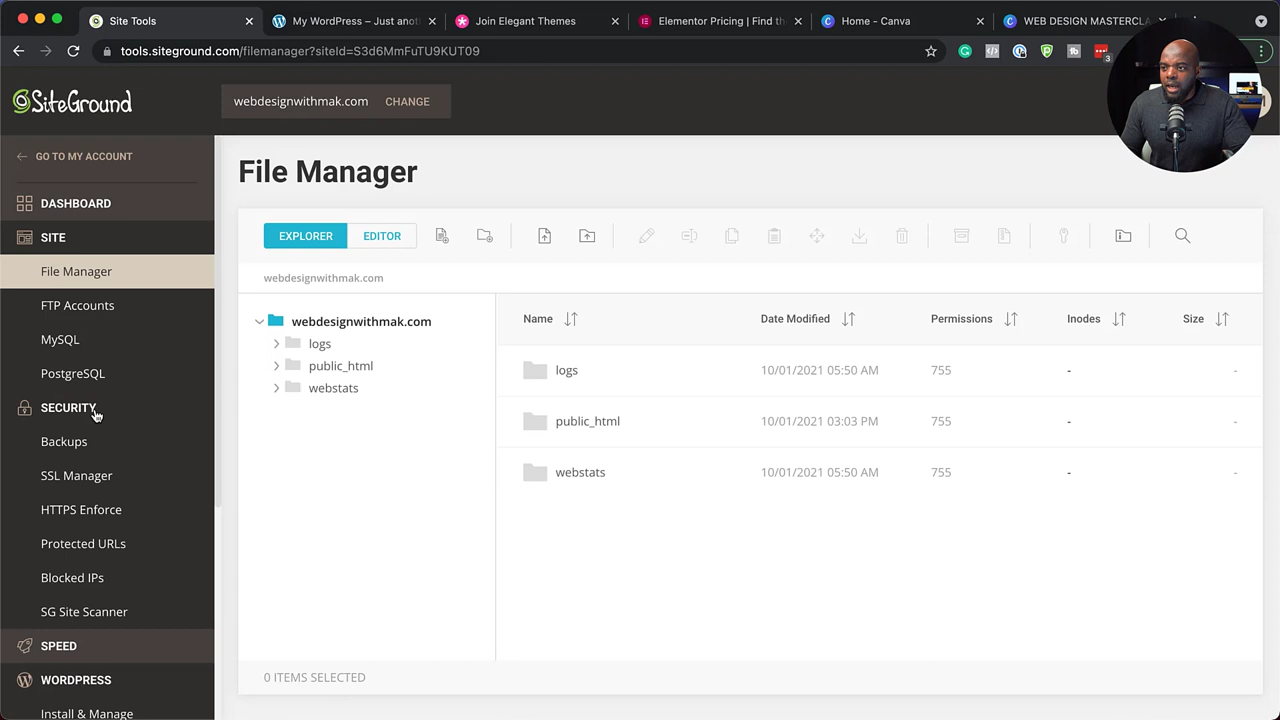 Site Tools
My WordPress – Just anot
Join Elegant Themes
Elementor Pricing | Find th
Home - Canva
WEB DESIGN MASTERCLA
tools.siteground.com/filemanager?siteId=S3d6MmFuTU9KUT09
3
SiteGround
webdesignwithmak.com CHANGE
GO TO MY ACCOUNT
DASHBOARD
SITE
File Manager
FTP Accounts
MySQL
PostgreSQL
SECURITY
Backups
SSL Manager
HTTPS Enforce
Protected URLs
Blocked IPs
SG Site Scanner
SPEED
WORDPRESS
Install & Manage
File Manager
EXPLORER EDITOR
webdesignwithmak.com
webdesignwithmak.com
logs
public_html
webstats
Name Date Modified Permissions Inodes Size
logs 10/01/2021 05:50 AM 755 - -
public_html 10/01/2021 03:03 PM 755 - -
webstats 10/01/2021 05:50 AM 755 - -
0 ITEMS SELECTED